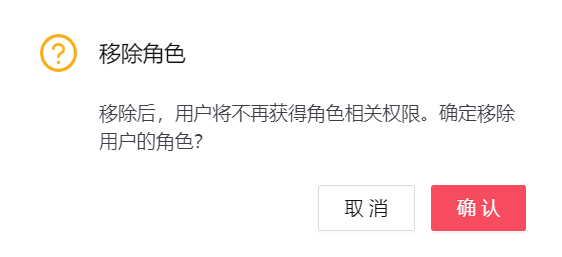 移除角色
移除后，用户将不再获得角色相关权限。确定移除
用户的角色?
取 消
确 认